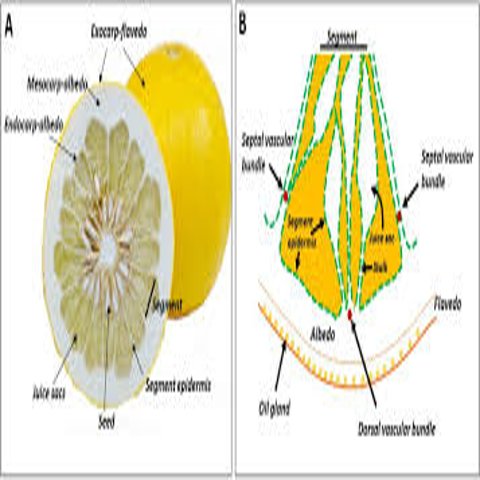 A
Exocarp-flavedo
Mesocarp-albedo
Endocarp-albedo
Segment
Juice sacs
Segment epidermis
Seed
B
Segment
Septal vascular
bundle
Septal vascular
bundle
Segment
epidermis
Juice sac
Stalk
Flavedo
Albedo
Oil gland
Dorsal vascular bundle